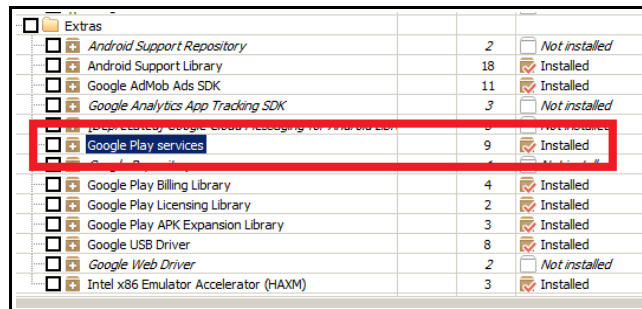 Extras
Android Support Repository 2 Not installed
Android Support Library 18 Installed
Google AdMob Ads SDK 11 Installed
Google Analytics App Tracking SDK 3 Not installed
Google Play services 9 Installed
Google Play Billing Library 4 Installed
Google Play Licensing Library 2 Installed
Google Play APK Expansion Library 3 Installed
Google USB Driver 8 Installed
Google Web Driver 2 Not installed
Intel x86 Emulator Accelerator (HAXM) 3 Installed